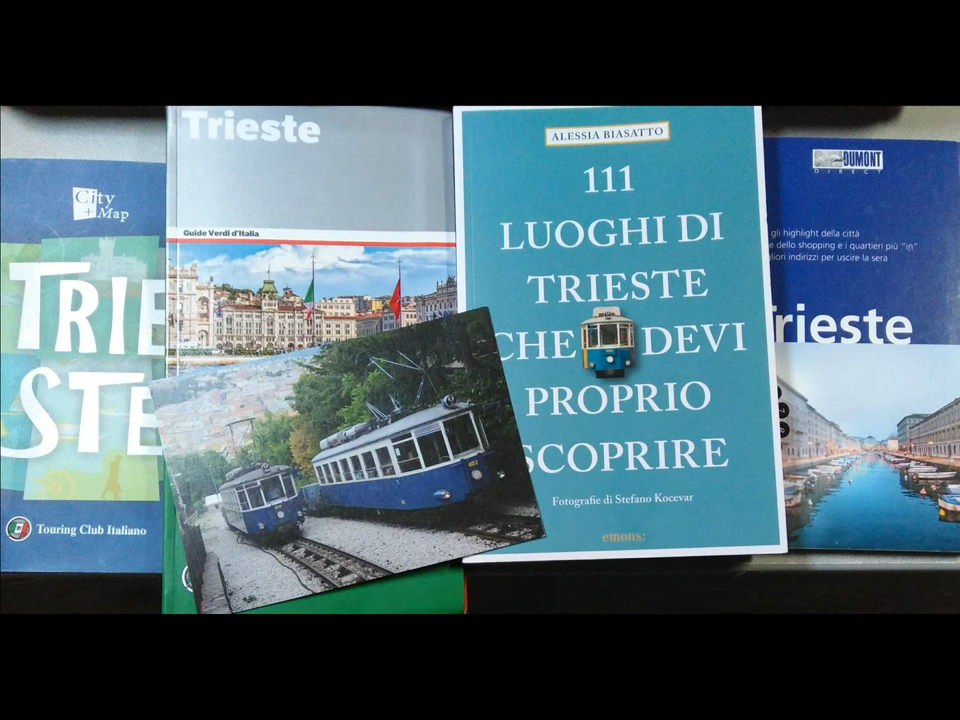 City
+ Map
TRIE
STE
Touring Club Italiano
Trieste
Guide Verdi d'Italia
402
ALESSIA BIASATTO
111
LUOGHI DI
TRIESTE
CHE DEVI
PROPRIO
SCOPRIRE
Fotografie di Stefano Kocevar
emons:
DUMONT
DIRECT
gli highlight della città
e dello shopping e i quartieri più "in"
gliori indirizzi per uscire la sera
Trieste